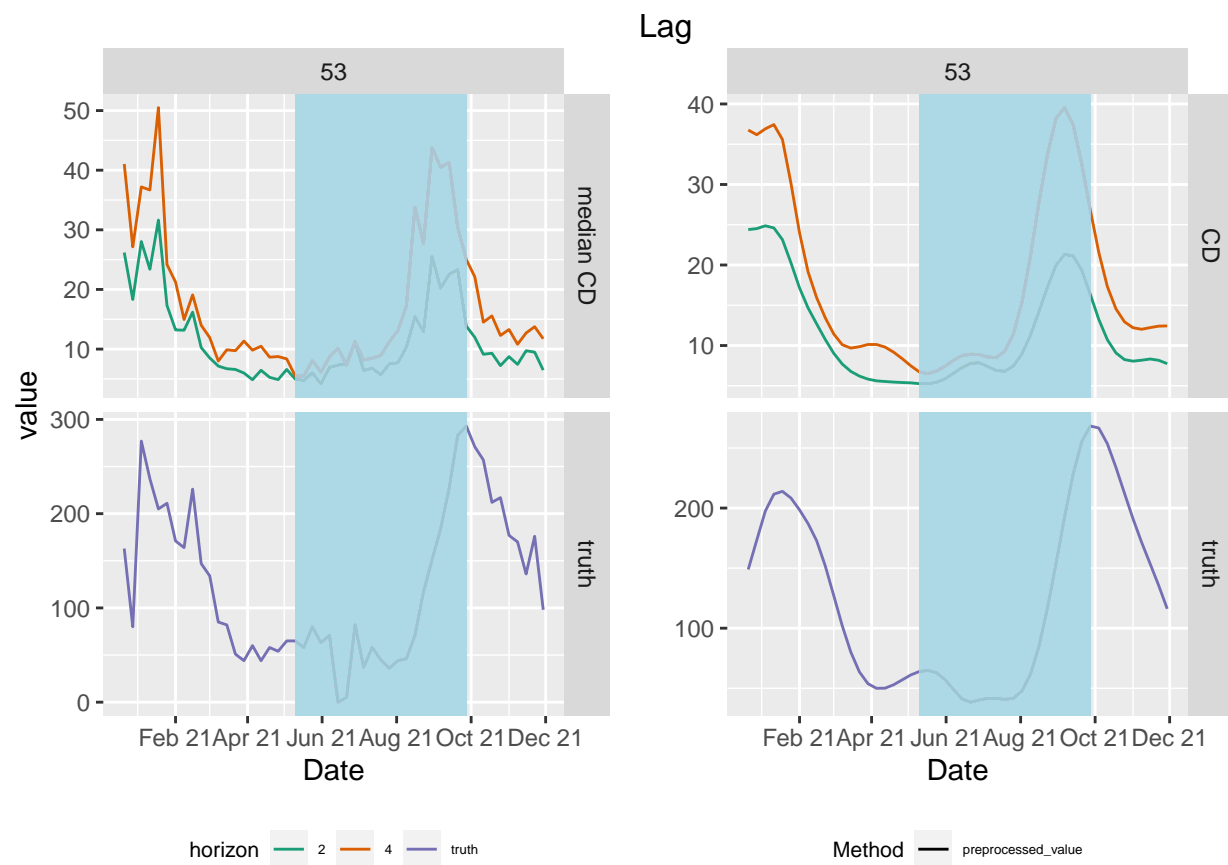 Lag
53
53
50
40
30
20
10
median CD
40
30
20
10
CD
value
300
200
100
0
truth
200
100
truth
Feb 21 Apr 21 Jun 21 Aug 21 Oct 21 Dec 21
Feb 21 Apr 21 Jun 21 Aug 21 Oct 21 Dec 21
Date
Date
horizon 2 4 truth
Method preprocessed_value